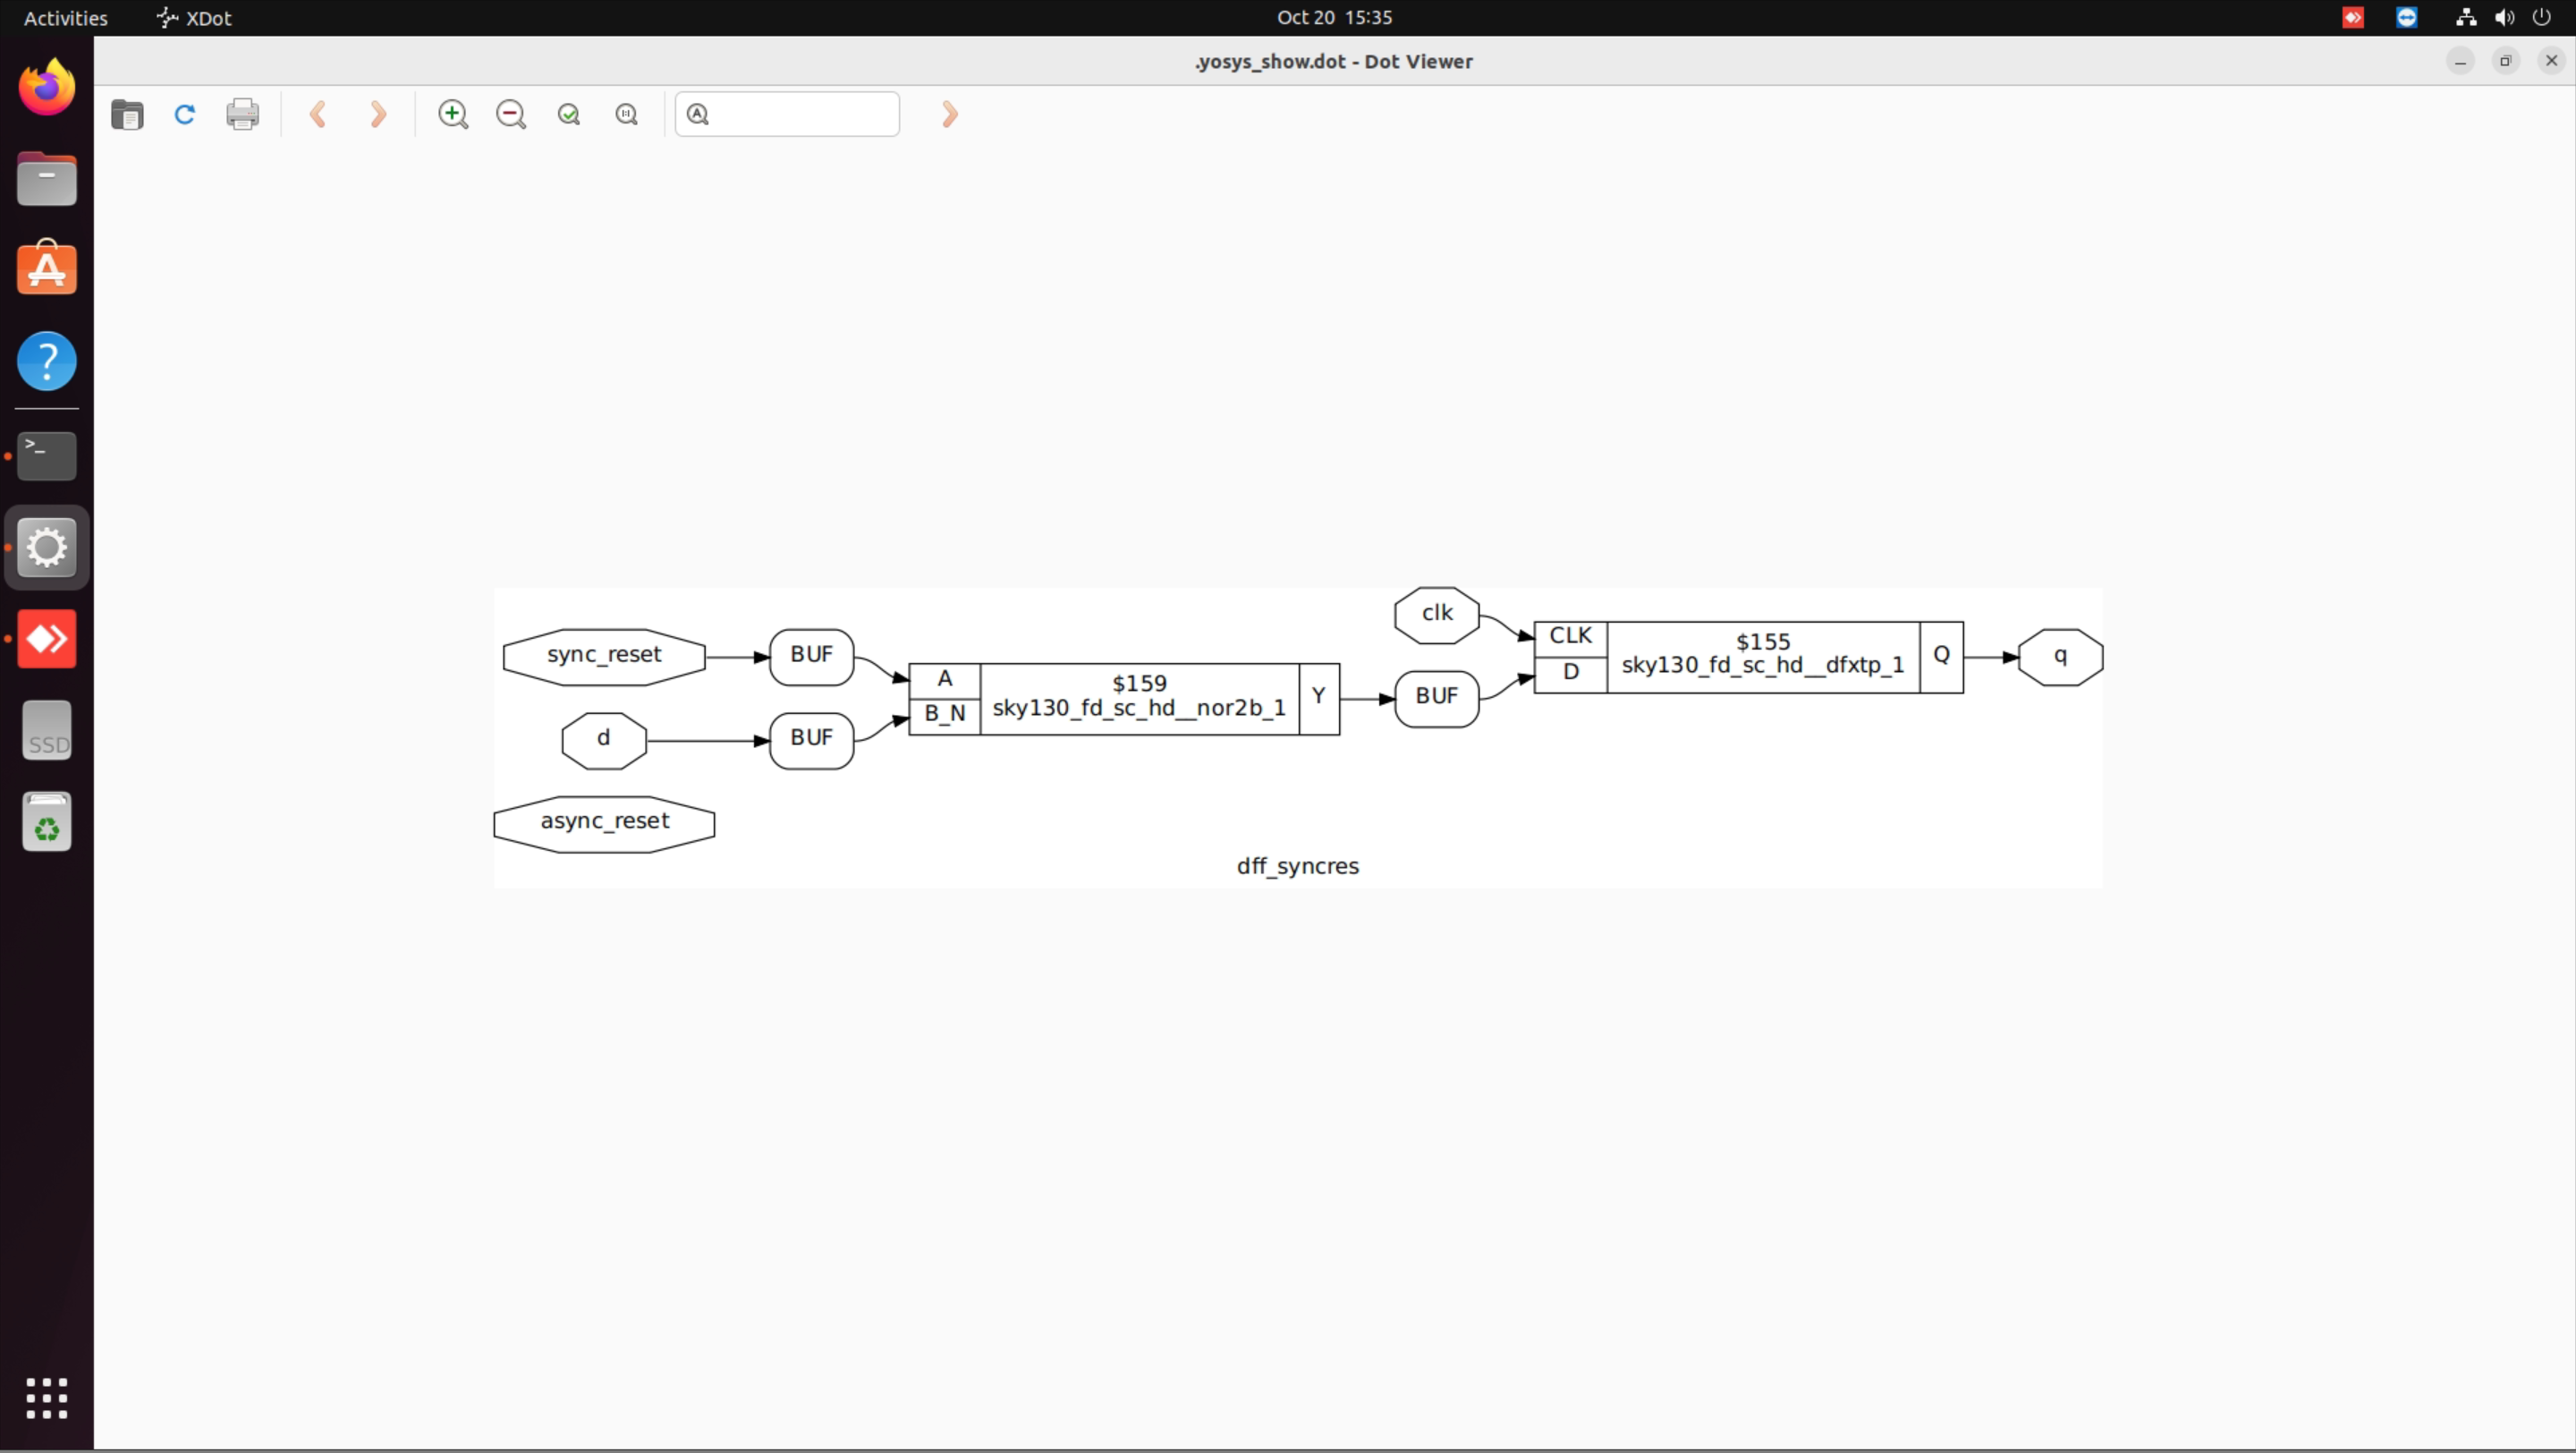 Activities
XDot
Oct 20 15:35
.yosys_show.dot - Dot Viewer
clk
sync_reset
BUF
CLK
D
$155
sky130_fd_sc_hd__dfxtp_1
Q
q
A
B_N
$159
sky130_fd_sc_hd__nor2b_1
Y
BUF
d
BUF
async_reset
dff_syncres
SSD